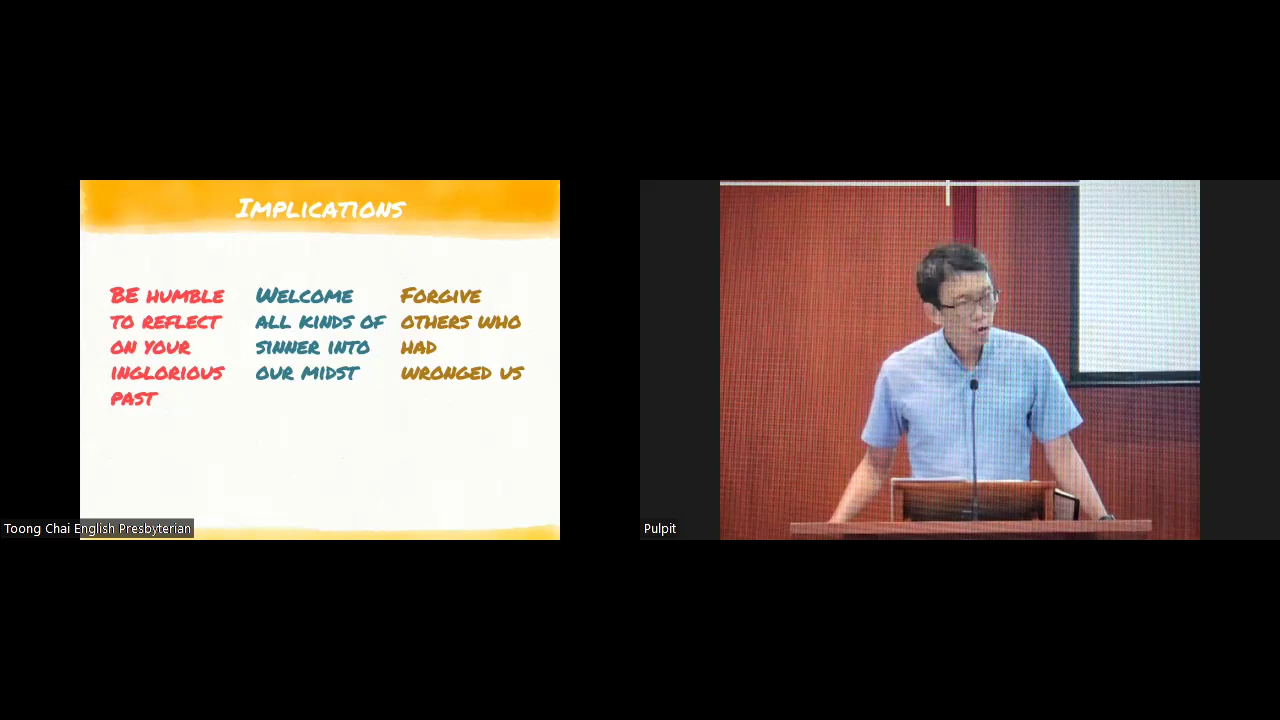 Implications
BE humble
to reflect
on your
inglorious
past
Welcome
all kinds of
sinner into
our midst
Forgive
others who
had
wronged us
Toong Chai English Presbyterian
Pulpit